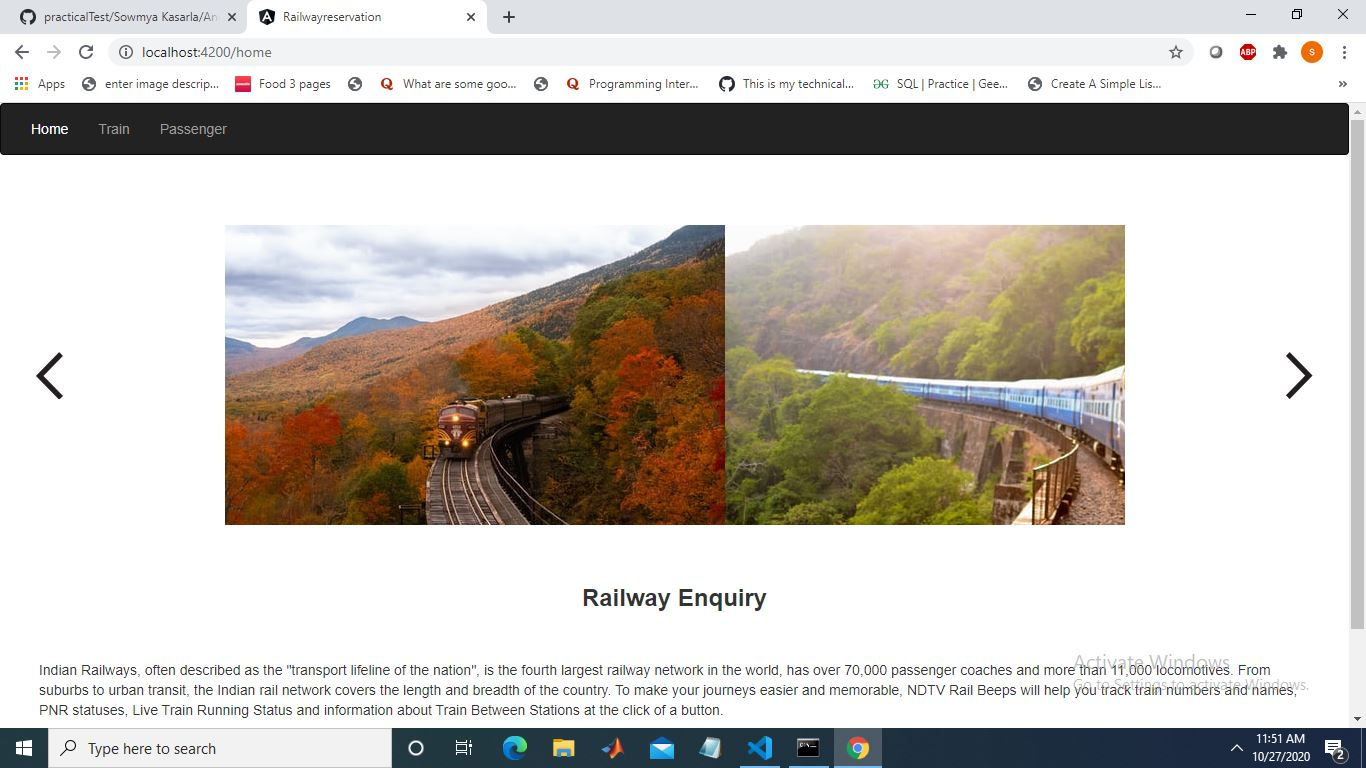 practicalTest/Sowmya Kasarla/An
Railwayreservation
localhost:4200/home
ABP
S
Apps
enter image descrip...
Food 3 pages
What are some goo...
Programming Inter...
This is my technical...
SQL | Practice | Gee...
Create A Simple Lis...
»
Home
Train
Passenger
Railway Enquiry
Indian Railways, often described as the "transport lifeline of the nation", is the fourth largest railway network in the world, has over 70,000 passenger coaches and more than 11,000 locomotives. From
suburbs to urban transit, the Indian rail network covers the length and breadth of the country. To make your journeys easier and memorable, NDTV Rail Beeps will help you track train numbers and names,
PNR statuses, Live Train Running Status and information about Train Between Stations at the click of a button.
Activate Windows
Go to Settings to activate Windows.
Type here to search
11:51 AM
10/27/2020
2